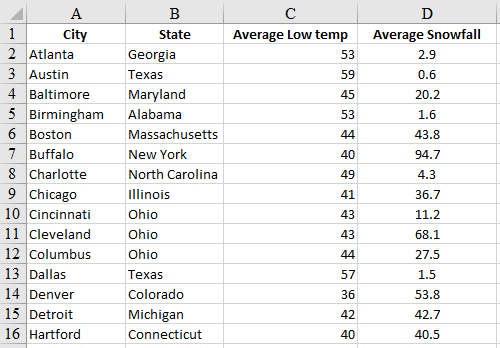 A B C D
1 City State Average Low temp Average Snowfall
2 Atlanta Georgia 53 2.9
3 Austin Texas 59 0.6
4 Baltimore Maryland 45 20.2
5 Birmingham Alabama 53 1.6
6 Boston Massachusetts 44 43.8
7 Buffalo New York 40 94.7
8 Charlotte North Carolina 49 4.3
9 Chicago Illinois 41 36.7
10 Cincinnati Ohio 43 11.2
11 Cleveland Ohio 43 68.1
12 Columbus Ohio 44 27.5
13 Dallas Texas 57 1.5
14 Denver Colorado 36 53.8
15 Detroit Michigan 42 42.7
16 Hartford Connecticut 40 40.5